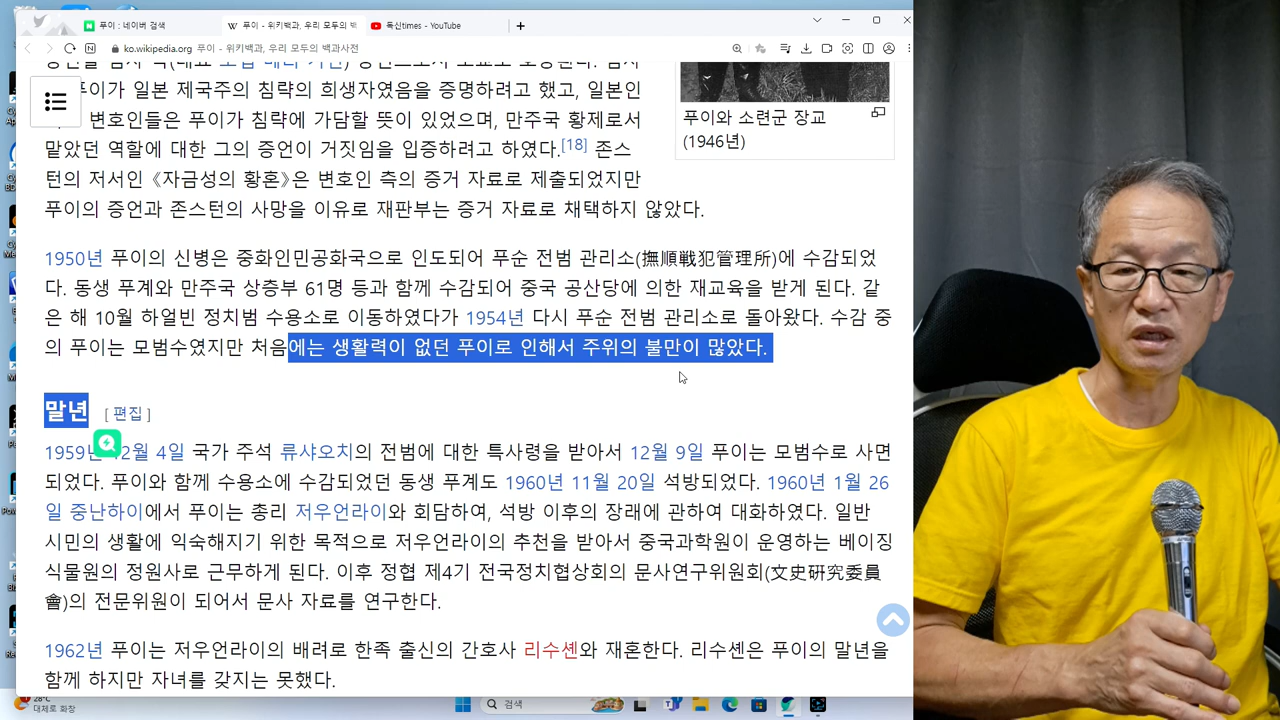 푸이 : 네이버 검색
푸이 - 위키백과, 우리 모두의 백
독신times - YouTube
ko.wikipedia.org 푸이 - 위키백과, 우리 모두의 백과사전
푸이가 일본 제국주의 침략의 희생자였음을 증명하려고 했고, 일본인
변호인들은 푸이가 침략에 가담할 뜻이 있었으며, 만주국 황제로서
맡았던 역할에 대한 그의 증언이 거짓임을 입증하려고 하였다.[18] 존스
턴의 저서인 《자금성의 황혼》은 변호인 측의 증거 자료로 제출되었지만
푸이의 증언과 존스턴의 사망을 이유로 재판부는 증거 자료로 채택하지 않았다.
푸이와 소련군 장교
(1946년)
1950년 푸이의 신병은 중화인민공화국으로 인도되어 푸순 전범 관리소(撫順戦犯管理所)에 수감되었
다. 동생 푸계와 만주국 상층부 61명 등과 함께 수감되어 중국 공산당에 의한 재교육을 받게 된다. 같
은 해 10월 하얼빈 정치범 수용소로 이동하였다가 1954년 다시 푸순 전범 관리소로 돌아왔다. 수감 중
의 푸이는 모범수였지만 처음에는 생활력이 없던 푸이로 인해서 주위의 불만이 많았다.
말년 [ 편집 ]
1959년 12월 4일 국가 주석 류샤오치의 전범에 대한 특사령을 받아서 12월 9일 푸이는 모범수로 사면
되었다. 푸이와 함께 수용소에 수감되었던 동생 푸계도 1960년 11월 20일 석방되었다. 1960년 1월 26
일 중난하이에서 푸이는 총리 저우언라이와 회담하여, 석방 이후의 장래에 관하여 대화하였다. 일반
시민의 생활에 익숙해지기 위한 목적으로 저우언라이의 추천을 받아서 중국과학원이 운영하는 베이징
식물원의 정원사로 근무하게 된다. 이후 정협 제4기 전국정치협상회의 문사연구위원회(文史硏究委員
會)의 전문위원이 되어서 문사 자료를 연구한다.
1962년 푸이는 저우언라이의 배려로 한족 출신의 간호사 리수셴와 재혼한다. 리수셴은 푸이의 말년을
함께 하지만 자녀를 갖지는 못했다.
28°C
대체로 화창
검색